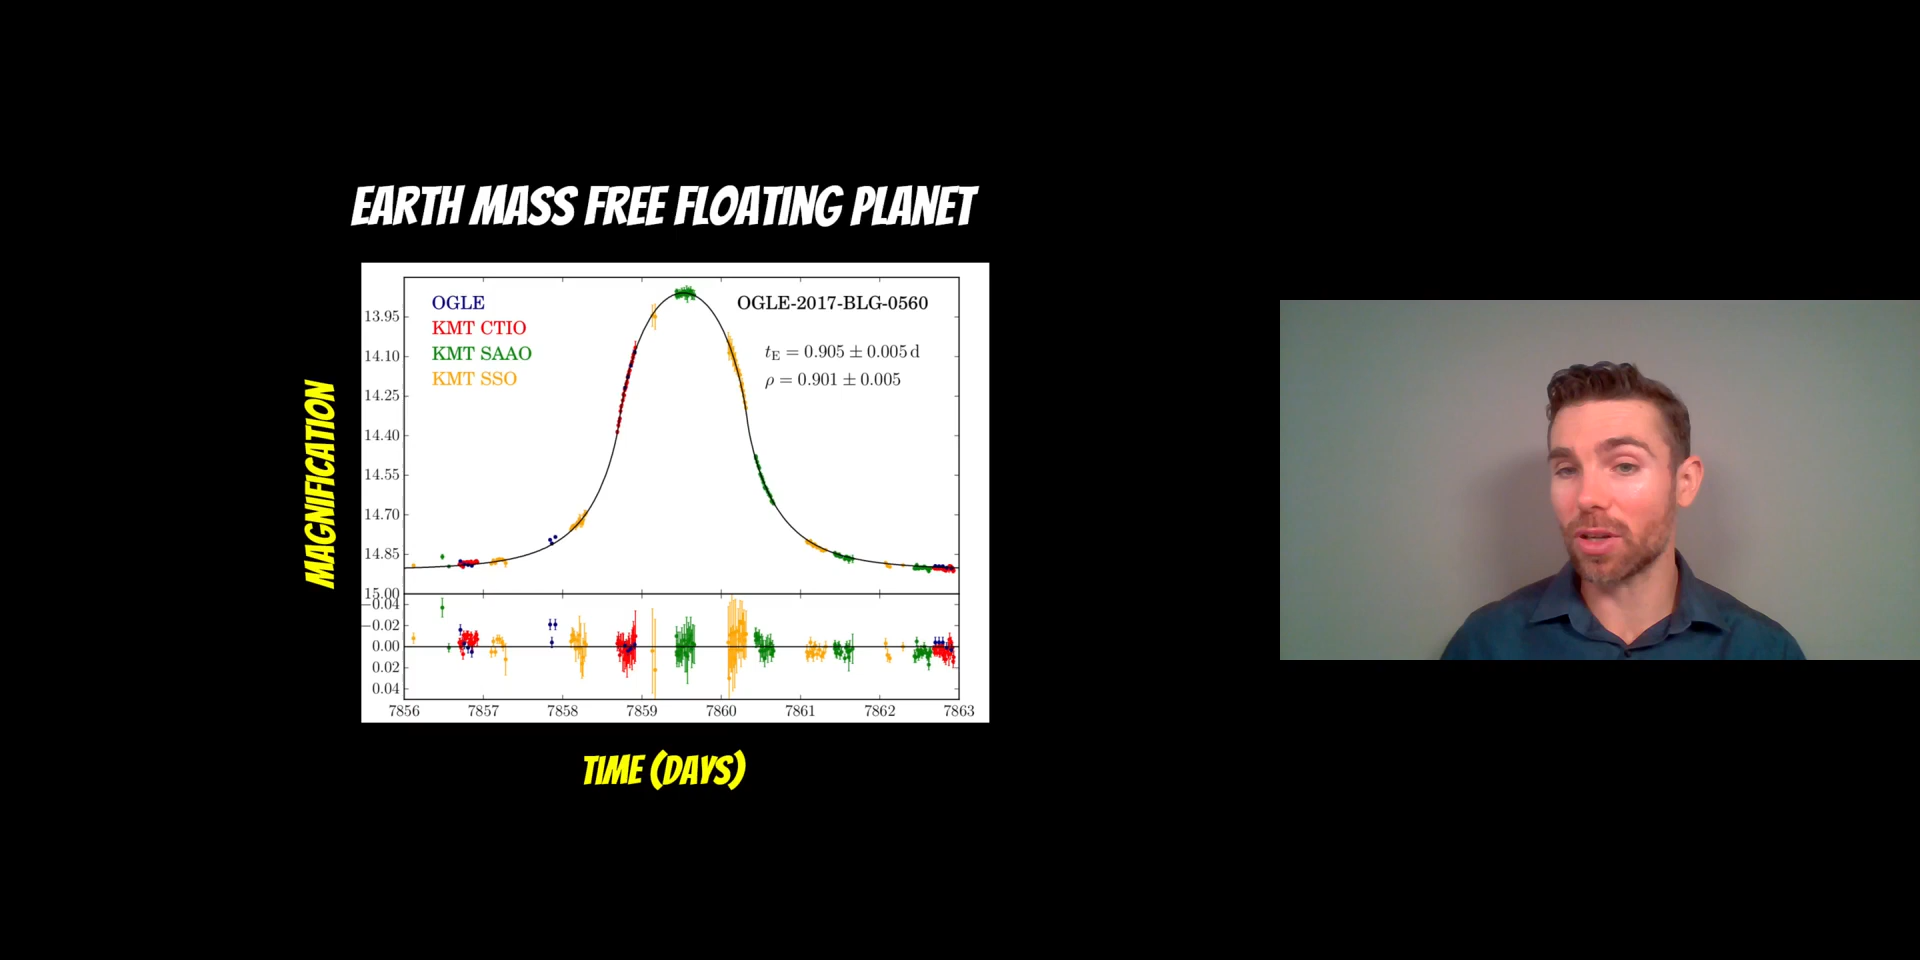 EARTH MASS FREE FLOATING PLANET
MAGNIFICATION
OGLE
KMT CTIO
KMT SAAO
KMT SSO
OGLE-2017-BLG-0560
t_E = 0.905 ± 0.005 d
ρ = 0.901 ± 0.005
13.95
14.10
14.25
14.40
14.55
14.70
14.85
15.00
−0.04
−0.02
0.00
0.02
0.04
7856 7857 7858 7859 7860 7861 7862 7863
TIME (DAYS)